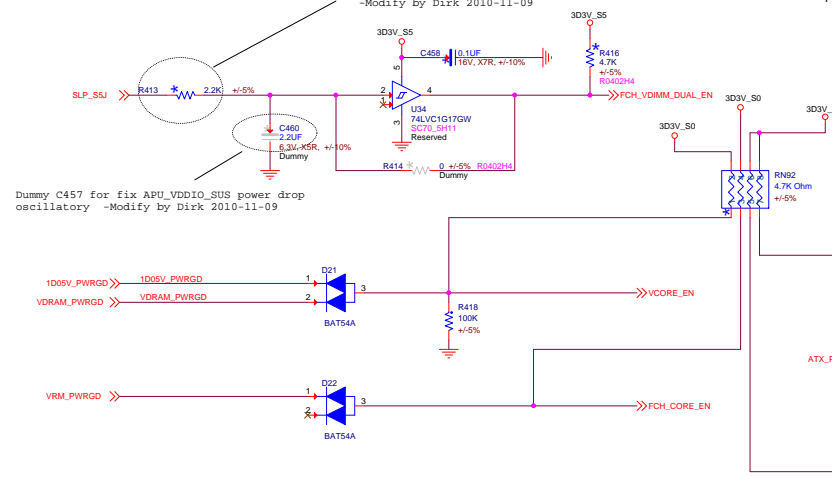 -Modify by Dirk 2010-11-09
3D3V_S5
3D3V_S5
C458
0.1UF
16V, X7R, +/-10%
R416
4.7K
+/-5%
R0402H4
3D3V_S0
3D3V_
3D3V_S0
SLP_S5J
R413
2.2K
+/-5%
5
2
1
4
3
U34
74LVC1G17GW
SC70_5H11
Reserved
FCH_VDIMM_DUAL_EN
C460
2.2UF
6.3V, X5R, +/-10%
Dummy
R414
0
+/-5%
R0402H4
Dummy
RN92
4.7K Ohm
+/-5%
Dummy C457 for fix APU_VDDIO_SUS power drop
oscillatory -Modify by Dirk 2010-11-09
1D05V_PWRGD
1D05V_PWRGD
VDRAM_PWRGD
VDRAM_PWRGD
D21
1
2
3
BAT54A
VCORE_EN
R418
100K
+/-5%
ATX_
VRM_PWRGD
D22
1
2
3
BAT54A
FCH_CORE_EN